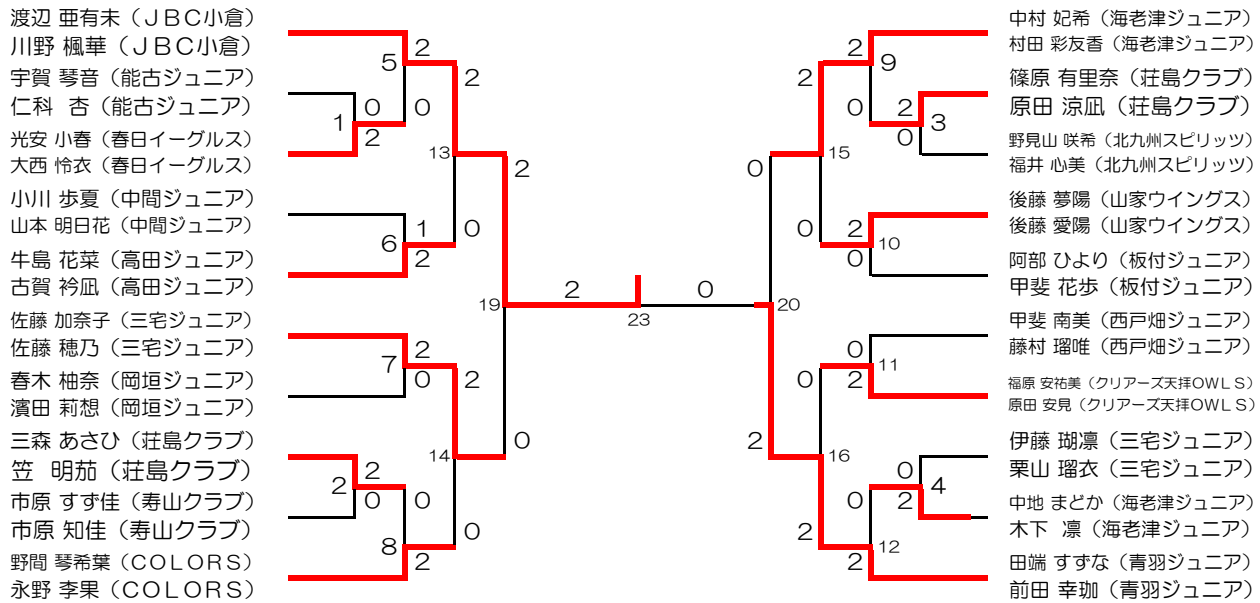 渡辺 亜有未（ＪＢＣ小倉）
川野 楓華（ＪＢＣ小倉）
宇賀 琴音（能古ジュニア）
仁科　杏（能古ジュニア）
光安 小春（春日イーグルス）
大西 怜衣（春日イーグルス）
小川 歩夏（中間ジュニア）
山本 明日花（中間ジュニア）
牛島 花菜（高田ジュニア）
古賀 衿凪（高田ジュニア）
佐藤 加奈子（三宅ジュニア）
佐藤 穂乃（三宅ジュニア）
春木 柚奈（岡垣ジュニア）
濱田 莉想（岡垣ジュニア）
三森 あさひ（荘島クラブ）
笠　明茄（荘島クラブ）
市原 すず佳（寿山クラブ）
市原 知佳（寿山クラブ）
野間 琴希葉（ＣＯＬＯＲＳ）
永野 李果（ＣＯＬＯＲＳ）
5
2
2
1
0
0
2
13
2
6
1
0
2
19
2
23
0
7
2
0
2
14
0
2
2
0
0
0
8
2
中村 妃希（海老津ジュニア）
村田 彩友香（海老津ジュニア）
篠原 有里奈（荘島クラブ）
原田 涼凪（荘島クラブ）
野見山 咲希（北九州スピリッツ）
福井 心美（北九州スピリッツ）
後藤 夢陽（山家ウイングス）
後藤 愛陽（山家ウイングス）
阿部 ひより（板付ジュニア）
甲斐 花歩（板付ジュニア）
甲斐 南美（西戸畑ジュニア）
藤村 瑠唯（西戸畑ジュニア）
福原 安祐美（クリアーズ天拝OWLＳ）
原田 安見（クリアーズ天拝OWLＳ）
伊藤 瑚凛（三宅ジュニア）
栗山 瑠衣（三宅ジュニア）
中地 まどか（海老津ジュニア）
木下　凛（海老津ジュニア）
田端 すずな（青羽ジュニア）
前田 幸珈（青羽ジュニア）
2
9
2
0
2
3
0
15
0
0
2
10
0
20
0
11
0
2
2
16
0
4
0
2
2
12
2